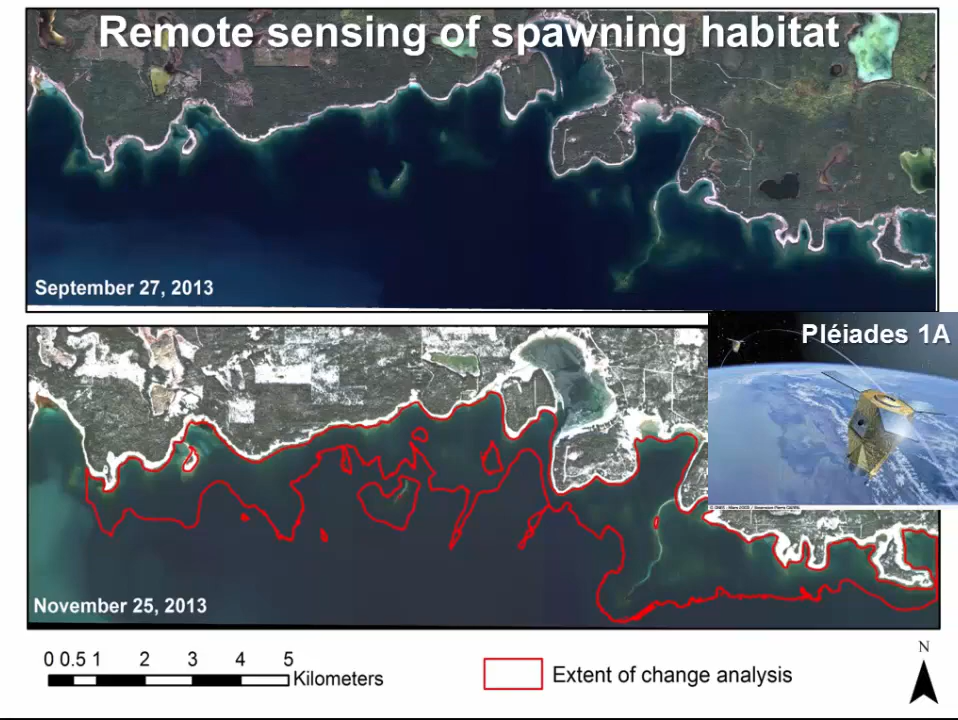 Remote sensing of spawning habitat
September 27, 2013
Pléiades 1A
November 25, 2013
0 0.5 1 2 3 4 5
Kilometers
Extent of change analysis
N